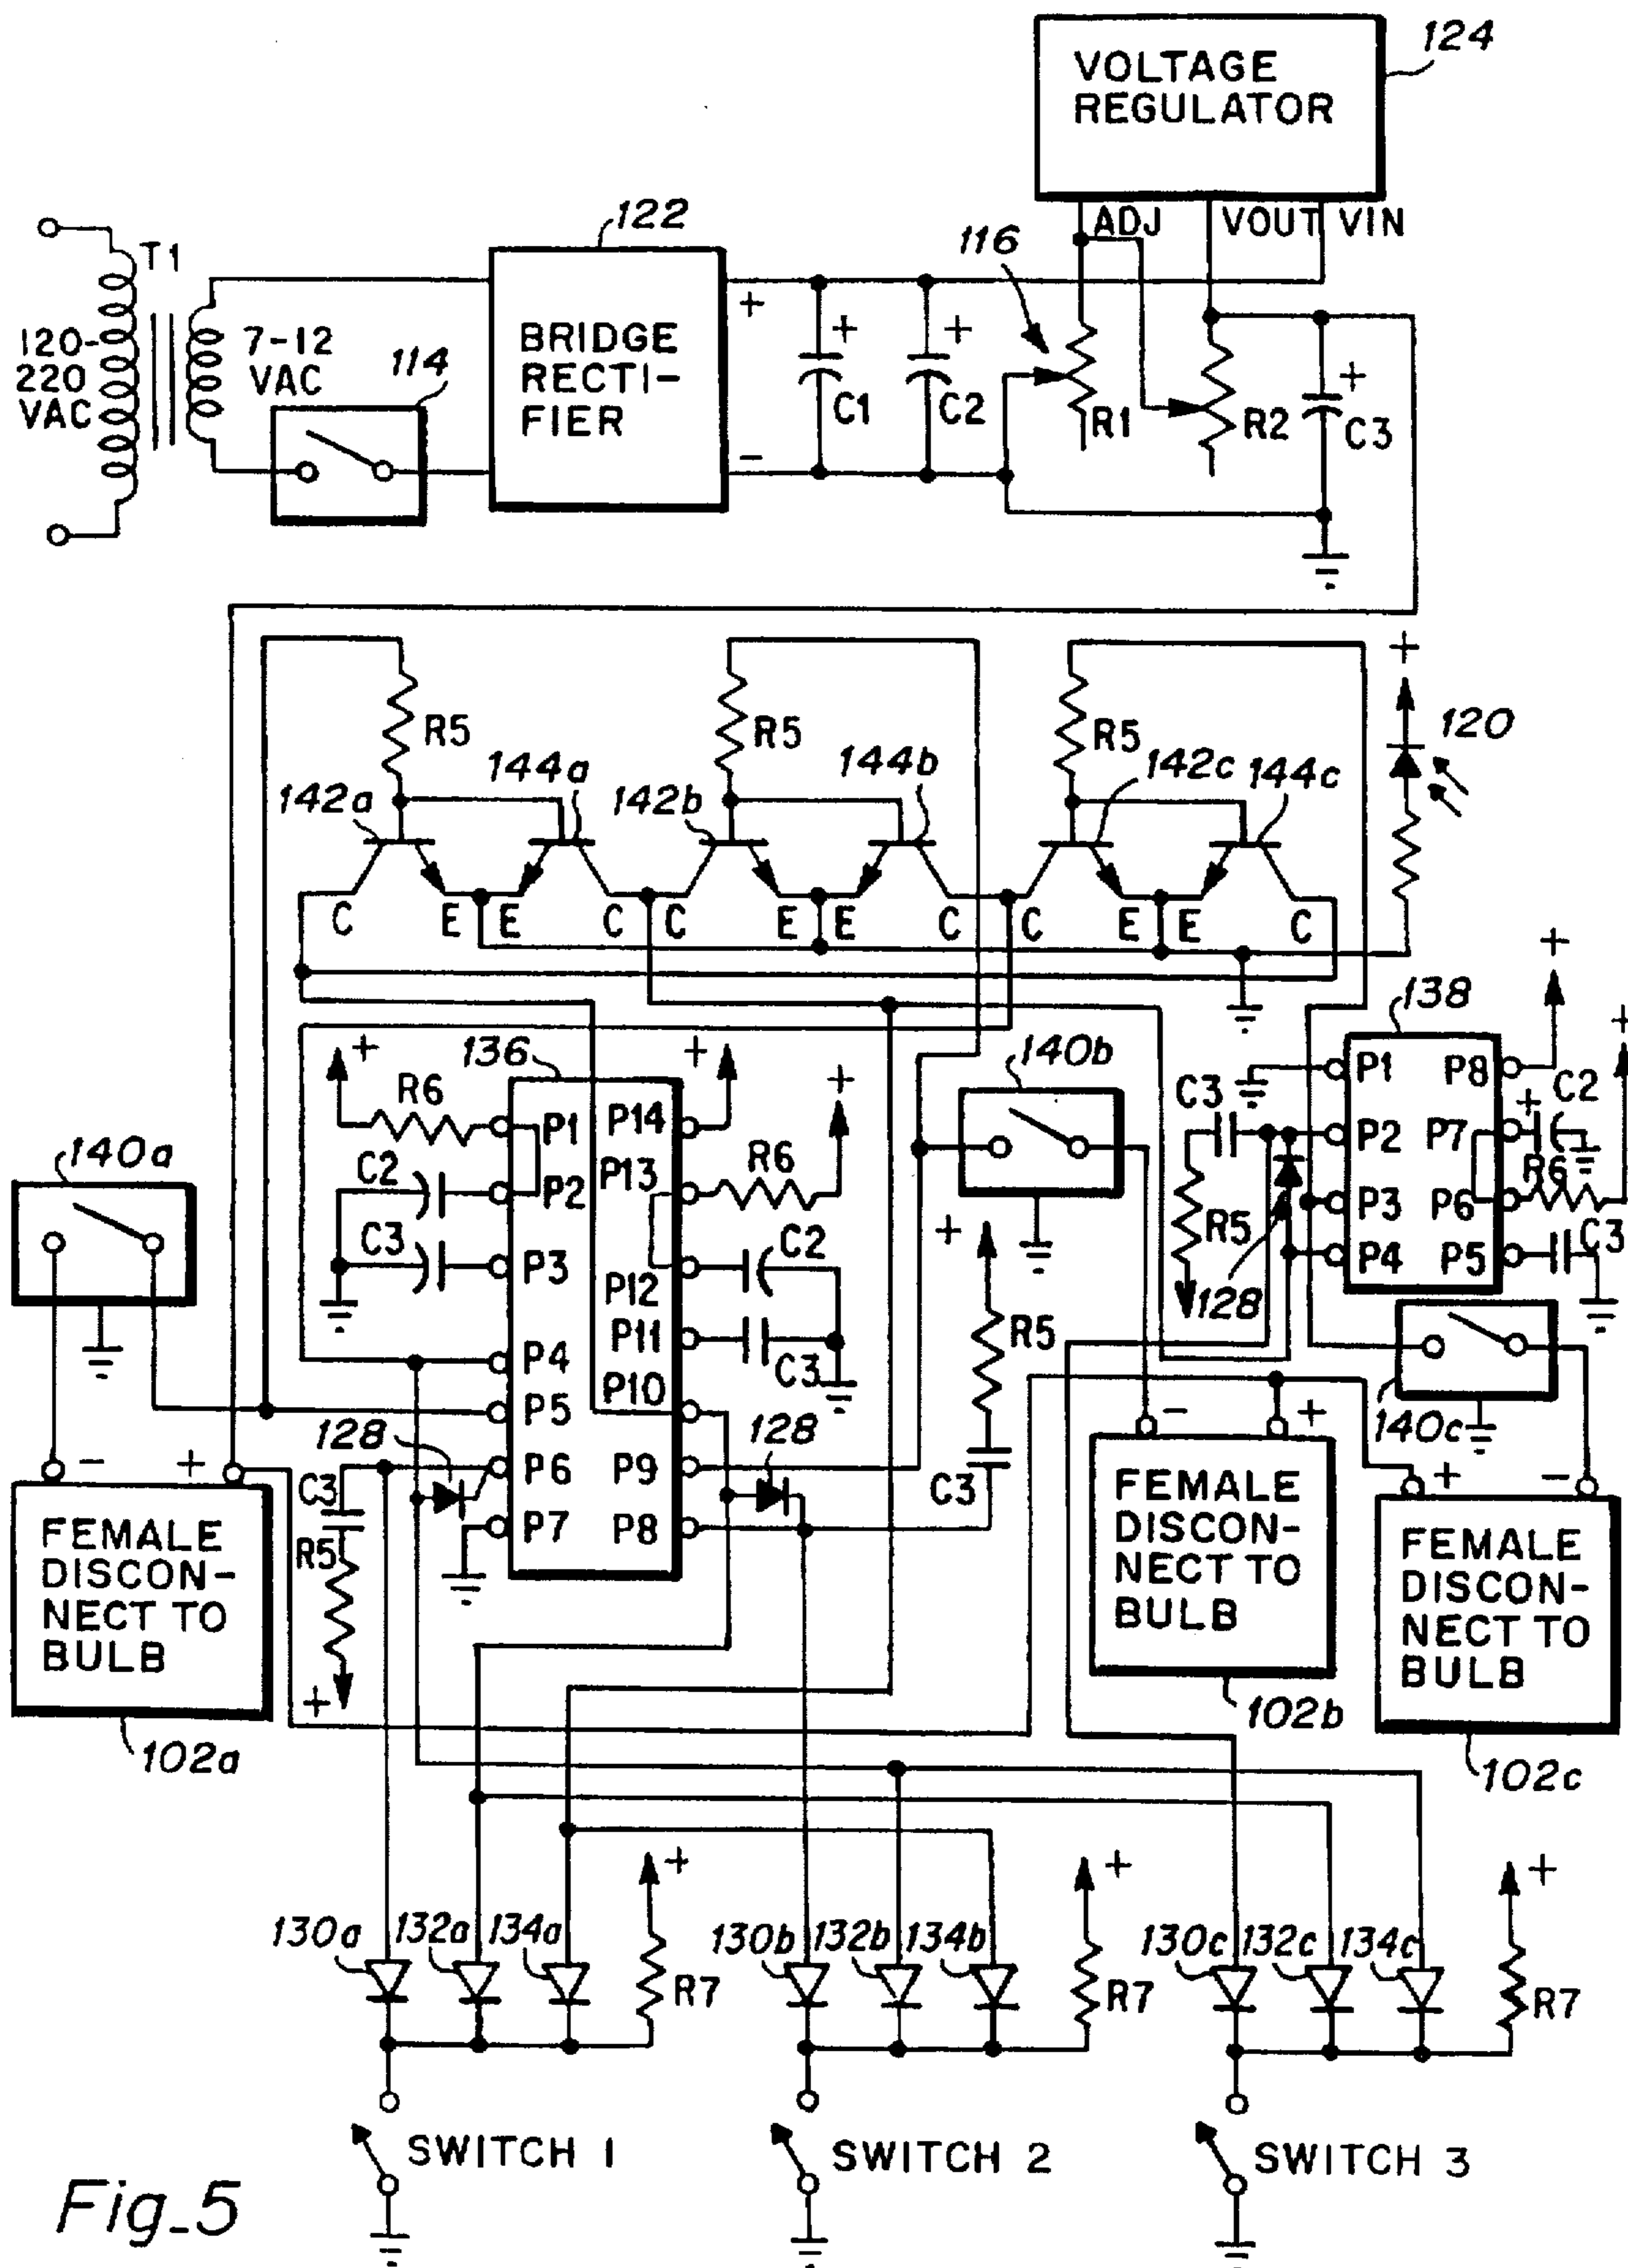 124
VOLTAGE
REGULATOR
ADJ VOUT VIN
122
116
T1
120-
220
VAC
7-12
VAC
114
BRIDGE
RECTI-
FIER
+
-
+
C1
+
C2
R1
R2
+
C3
R5
R5
R5
+
120
142a
144a
142b
144b
142c
144c
C E E C C E E C C E E C
136
138
+
R6
C2
C3
P1
P2
P3
P4
P5
P6
P7
P14
P13
P12
P11
P10
P9
P8
+
+
R6
C2
C3
140b
140a
+
R5
C3
128
128
C3
R5
+
C3
R5
128
P1
P2
P3
P4
P8
P7
P6
P5
+
+
+
C2
R6
C3
140c
- +
FEMALE
DISCON-
NECT TO
BULB
102a
- +
FEMALE
DISCON-
NECT TO
BULB
102b
+ -
FEMALE
DISCON-
NECT TO
BULB
102c
130a 132a 134a
+
R7
130b 132b 134b
+
R7
130c 132c 134c
+
R7
SWITCH 1
SWITCH 2
SWITCH 3
Fig_5